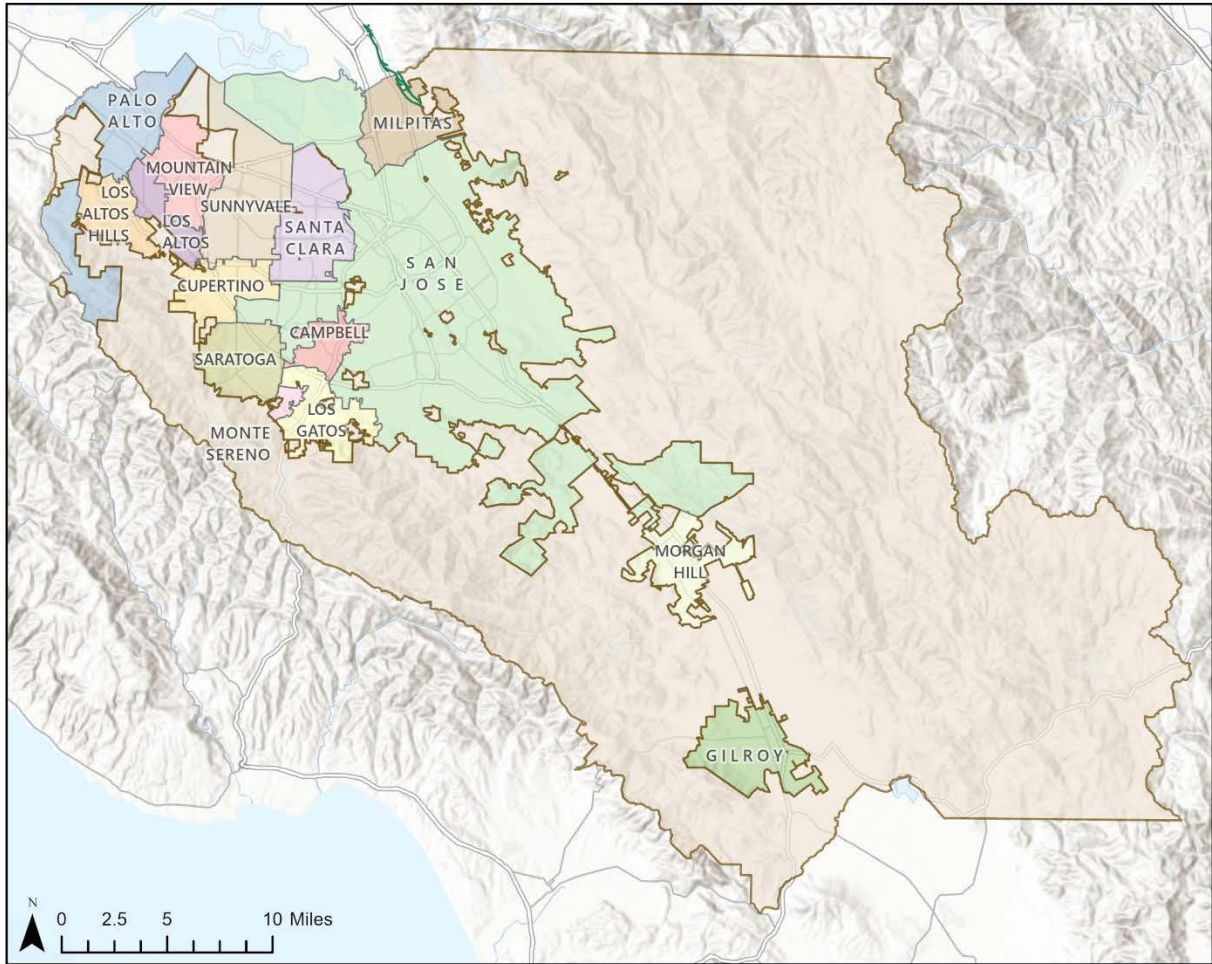 PALO
ALTO
MILPITAS
MOUNTAIN
VIEW
LOS
ALTOS
HILLS
SUNNYVALE
LOS
ALTOS
SANTA
CLARA
SAN
JOSE
CUPERTINO
CAMPBELL
SARATOGA
LOS
GATOS
MONTE
SERENO
MORGAN
HILL
GILROY
N
0 2.5 5 10 Miles